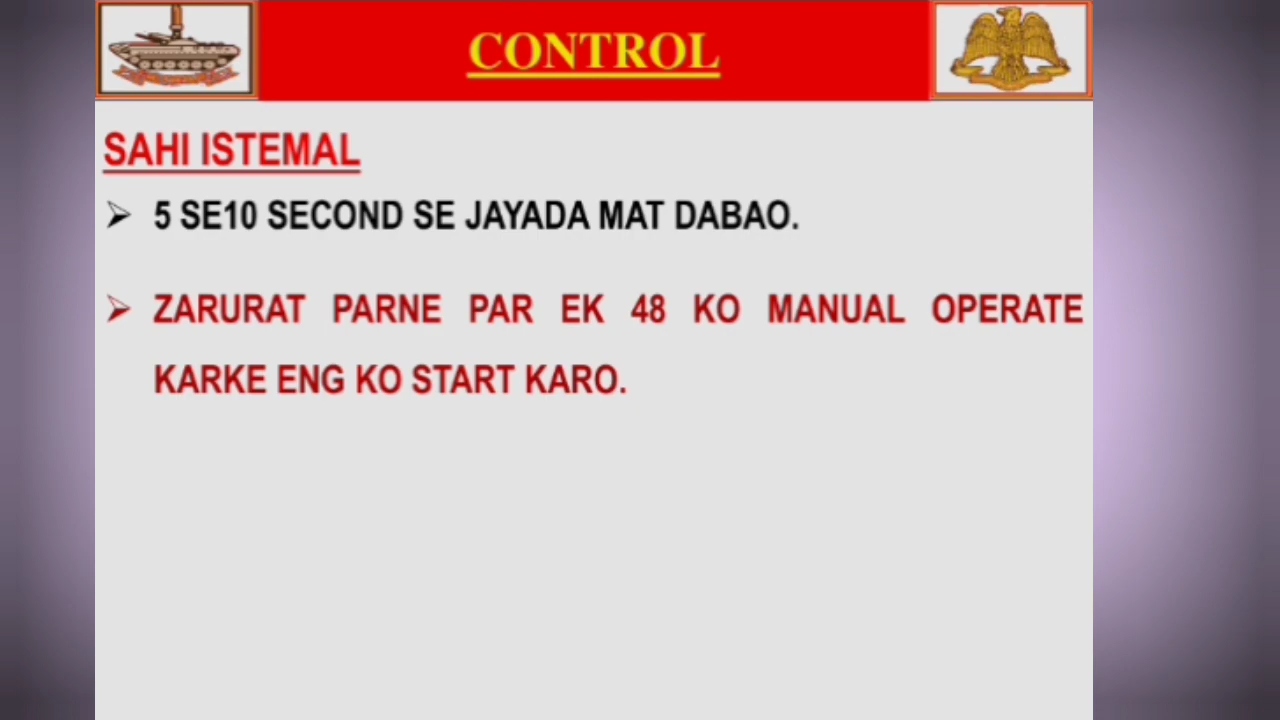 CONTROL
SAHI ISTEMAL
➢ 5 SE10 SECOND SE JAYADA MAT DABAO.
➢ ZARURAT PARNE PAR EK 48 KO MANUAL OPERATE
KARKE ENG KO START KARO.